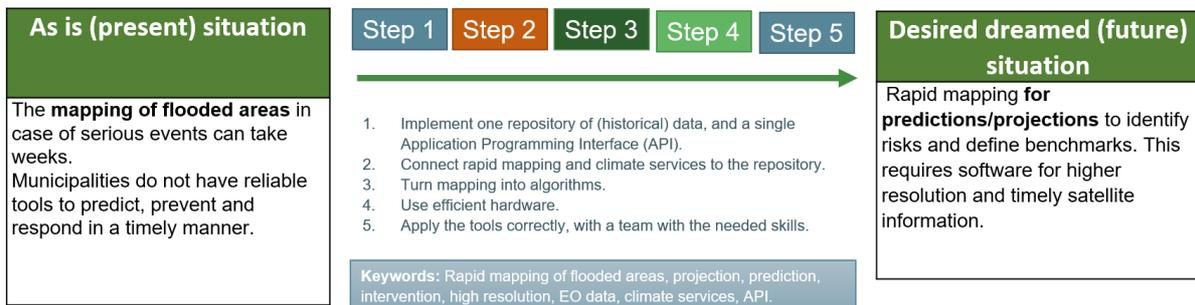 As is (present) situation
The mapping of flooded areas in
case of serious events can take
weeks.
Municipalities do not have reliable
tools to predict, prevent and
respond in a timely manner.
Step 1 Step 2 Step 3 Step 4 Step 5
1. Implement one repository of (historical) data, and a single
Application Programming Interface (API).
2. Connect rapid mapping and climate services to the repository.
3. Turn mapping into algorithms.
4. Use efficient hardware.
5. Apply the tools correctly, with a team with the needed skills.
Keywords: Rapid mapping of flooded areas, projection, prediction,
intervention, high resolution, EO data, climate services, API.
Desired dreamed (future)
situation
Rapid mapping for
predictions/projections to identify
risks and define benchmarks. This
requires software for higher
resolution and timely satellite
information.